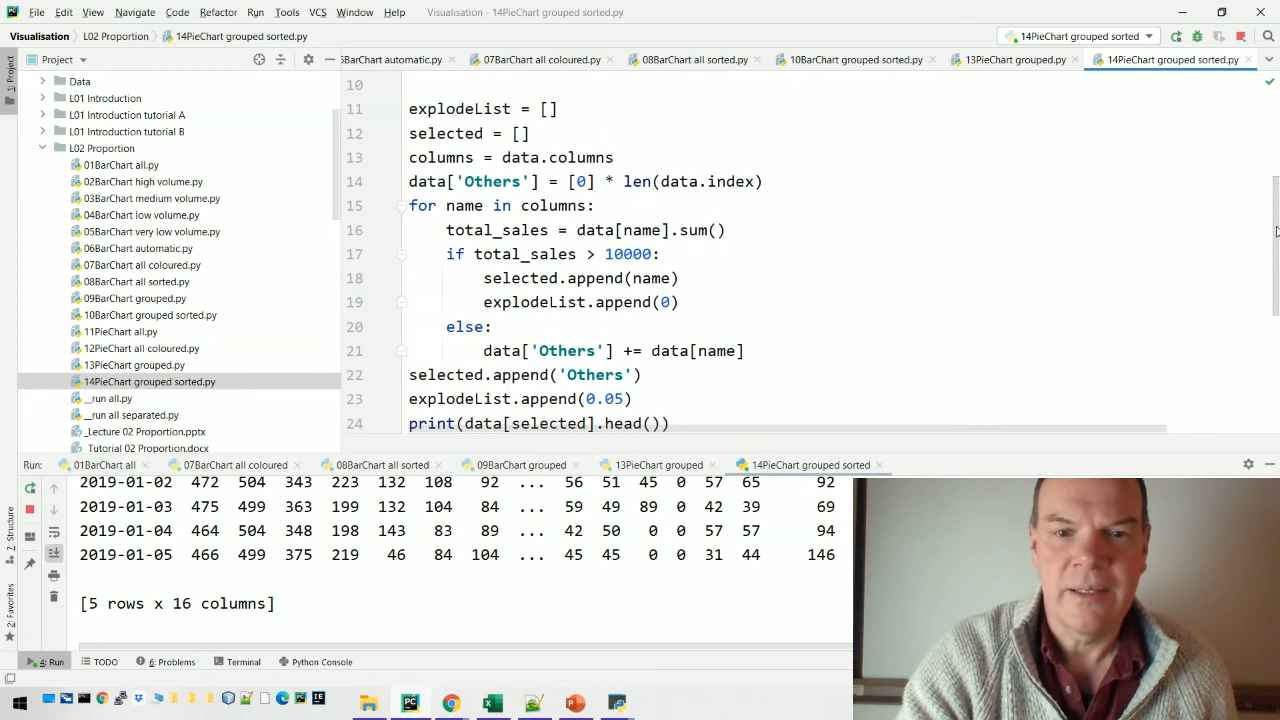 File Edit View Navigate Code Refactor Run Tools VCS Window Help Visualisation - 14PieChart grouped sorted.py
Visualisation L02 Proportion 14PieChart grouped sorted.py 14PieChart grouped sorted
Project 5BarChart automatic.py 07BarChart all coloured.py 08BarChart all sorted.py 10BarChart grouped sorted.py 13PieChart grouped.py 14PieChart grouped sorted.py
1: Project
Data
L01 Introduction
L01 Introduction tutorial A
L01 Introduction tutorial B
L02 Proportion
01BarChart all.py
02BarChart high volume.py
03BarChart medium volume.py
04BarChart low volume.py
05BarChart very low volume.py
06BarChart automatic.py
07BarChart all coloured.py
08BarChart all sorted.py
09BarChart grouped.py
10BarChart grouped sorted.py
11PieChart all.py
12PieChart all coloured.py
13PieChart grouped.py
14PieChart grouped sorted.py
__run all.py
__run all separated.py
_Lecture 02 Proportion.pptx
Tutorial 02 Proportion.docx
10
11 explodeList = []
12 selected = []
13 columns = data.columns
14 data['Others'] = [0] * len(data.index)
15 for name in columns:
16 total_sales = data[name].sum()
17 if total_sales > 10000:
18 selected.append(name)
19 explodeList.append(0)
20 else:
21 data['Others'] += data[name]
22 selected.append('Others')
23 explodeList.append(0.05)
24 print(data[selected].head())
Run: 01BarChart all 07BarChart all coloured 08BarChart all sorted 09BarChart grouped 13PieChart grouped 14PieChart grouped sorted
2019-01-02 472 504 343 223 132 108 92 ... 56 51 45 0 57 65 92
2019-01-03 475 499 363 199 132 104 84 ... 59 49 89 0 42 39 69
2019-01-04 464 504 348 198 143 83 89 ... 42 50 0 0 57 57 94
2019-01-05 466 499 375 219 46 84 104 ... 45 45 0 0 31 44 146
[5 rows x 16 columns]
7: Structure
2: Favorites
4: Run TODO 6: Problems Terminal Python Console
PC
IE
PC